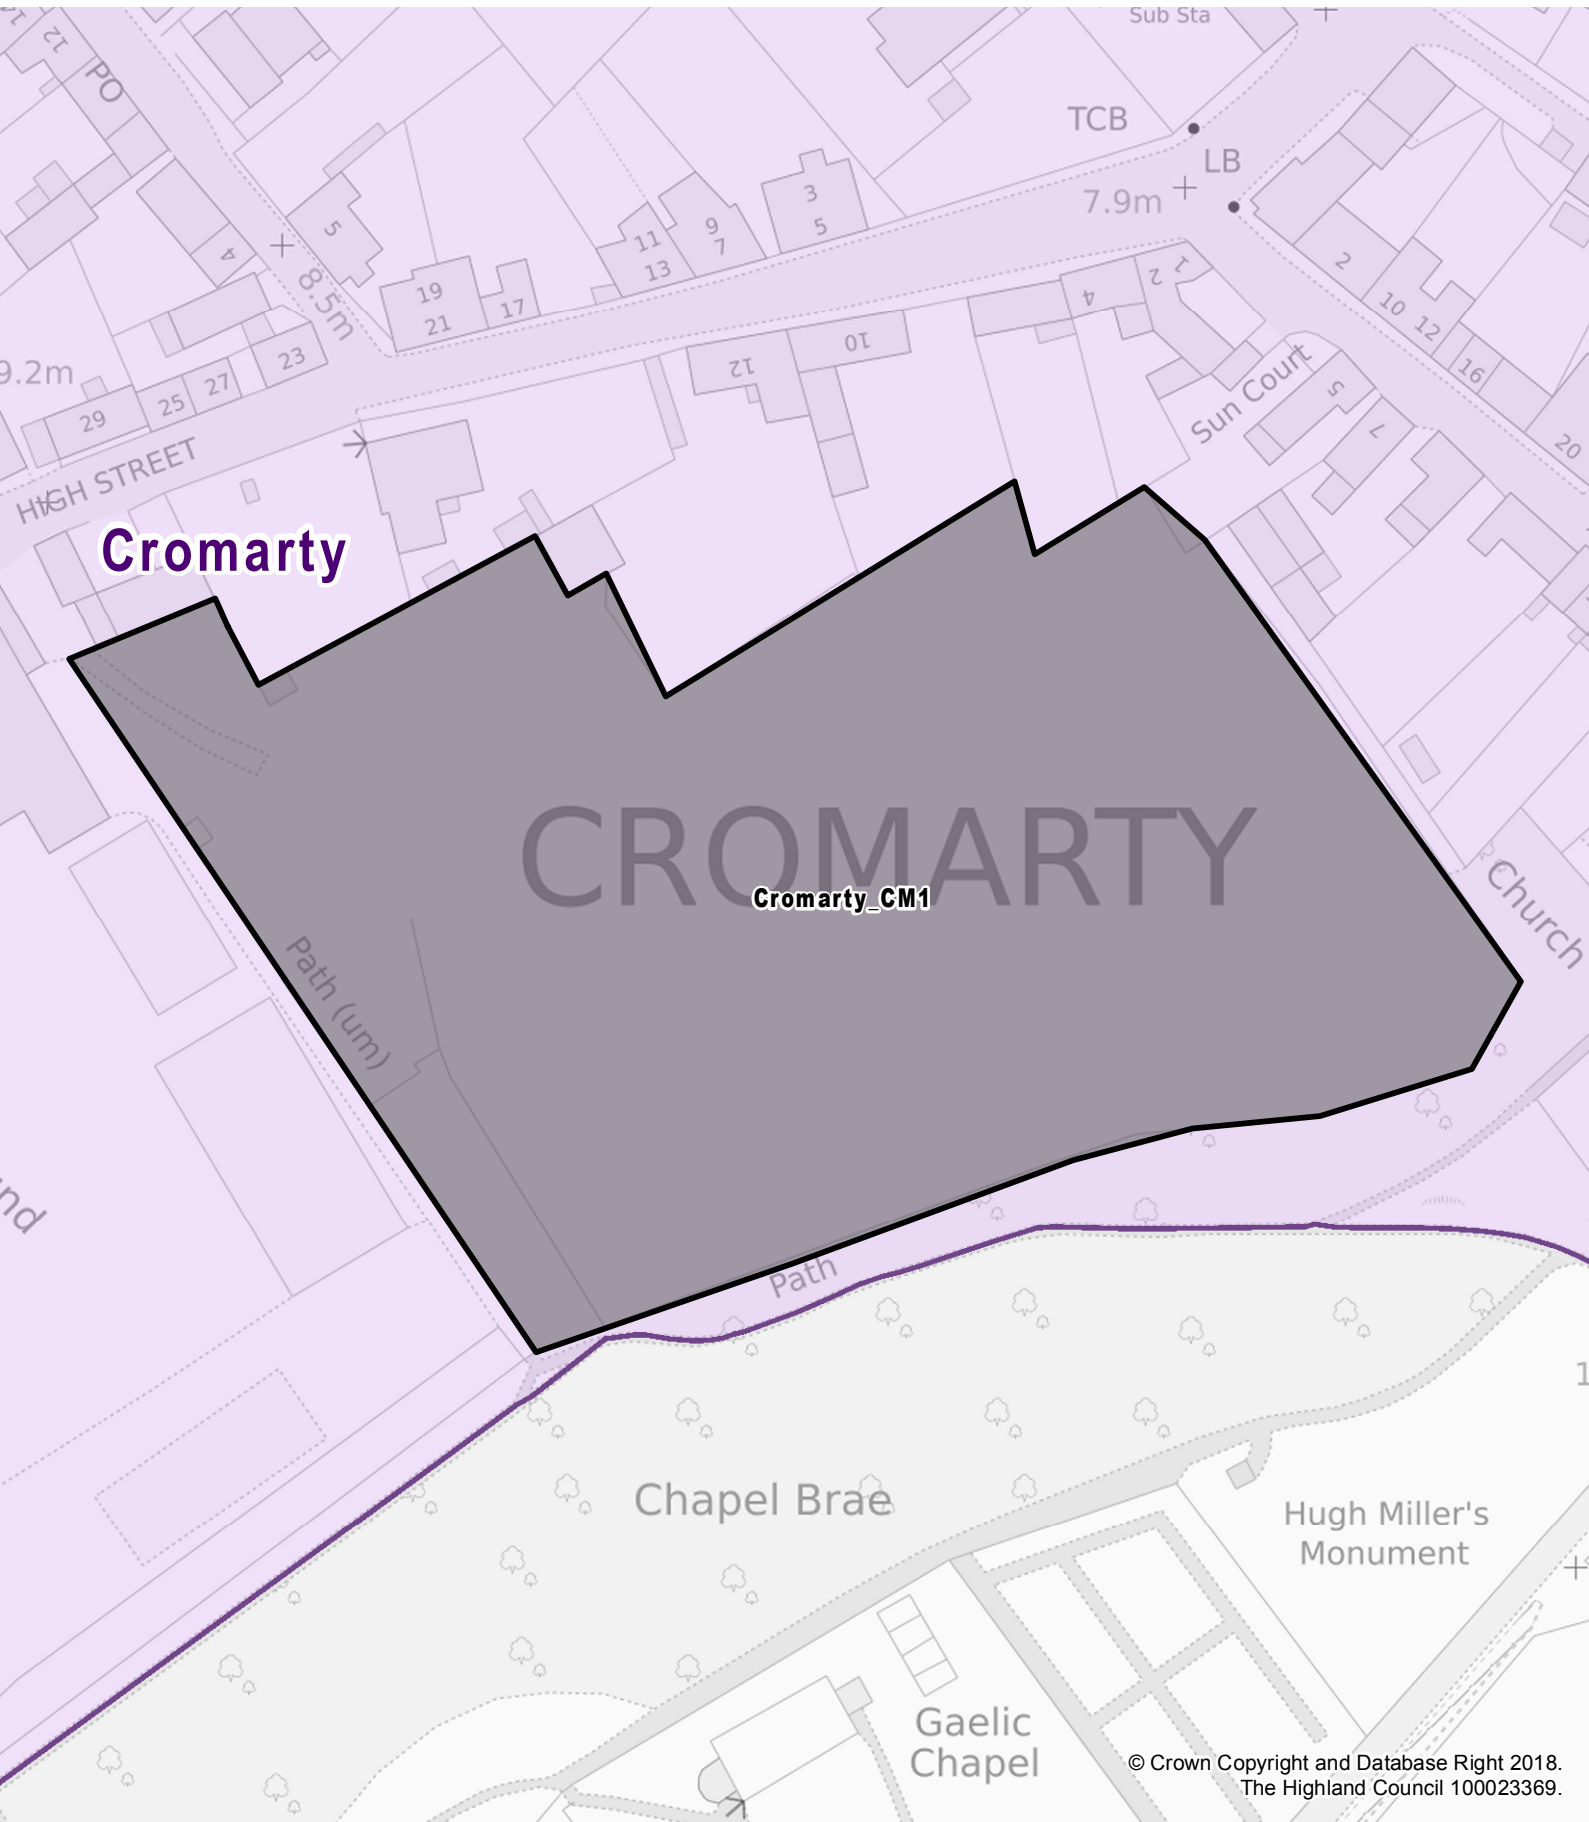 Sub Sta
12
PO
TCB
LB
7.9m
3
5
9
7
11
13
5
4
8.5m
19
21
17
2
1
2
4
10
12
10
12
16
20
23
9.2m
27
25
29
HIGH STREET
Sun Court
5
7
Cromarty
CROMARTY
Cromarty_CM1
Church
Path (um)
Path
Chapel Brae
Hugh Miller's
Monument
Gaelic
Chapel
© Crown Copyright and Database Right 2018.
The Highland Council 100023369.